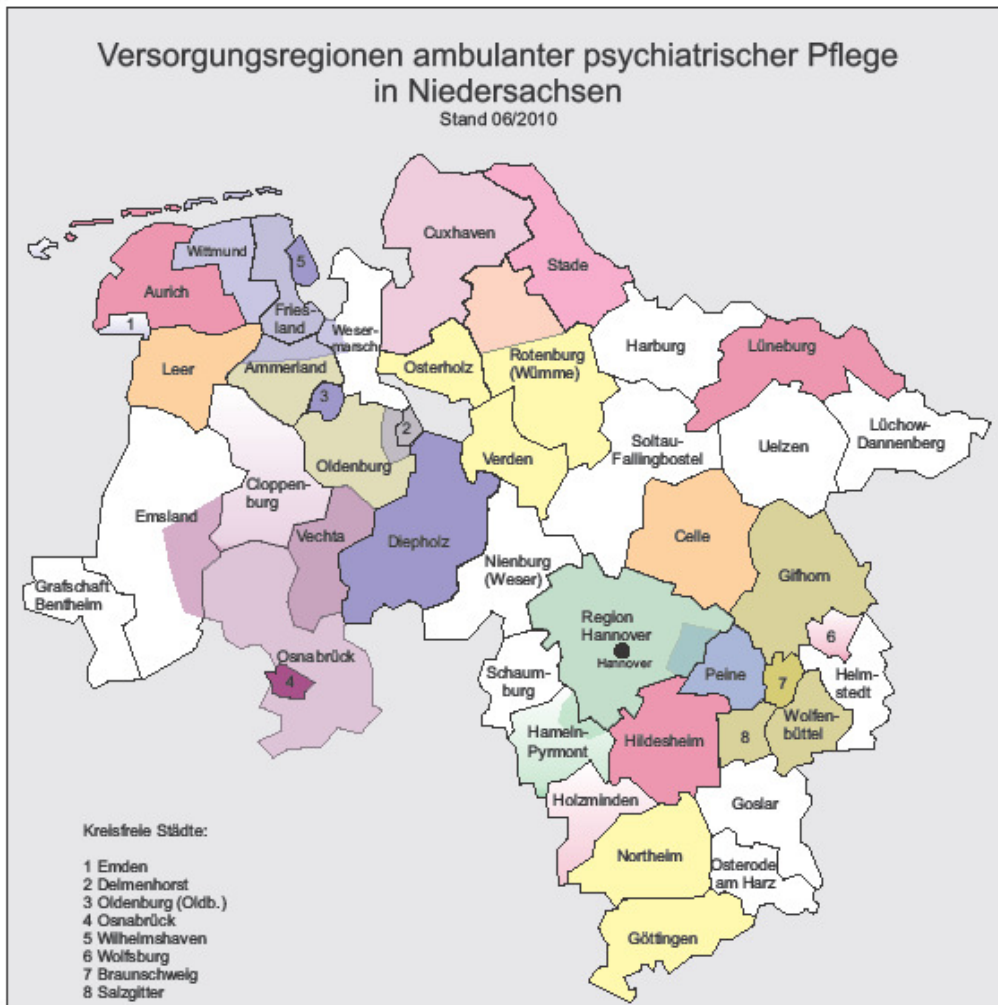 Versorgungsregionen ambulanter psychiatrischer Pflege
in Niedersachsen
Stand 06/2010
Cuxhaven
Stade
Wittmund
5
Aurich
1
Fries-
land
Weser-
marsch
Harburg
Lüneburg
Leer
Ammerland
Osterholz
Rotenburg
(Wümme)
3
2
Lüchow-
Dannenberg
Uelzen
Soltau-
Fallingbostel
Oldenburg
Verden
Cloppen-
burg
Emsland
Vechta
Diepholz
Celle
Nienburg
(Weser)
Gifhorn
Grafschaft
Bentheim
Region
Hannover
Hannover
6
Osnabrück
4
Schaum-
burg
Peine
7
Helm-
stedt
Hameln-
Pyrmont
Hildesheim
8
Wolfen-
büttel
Holzminden
Goslar
Northeim
Osterode
am Harz
Göttingen
Kreisfreie Städte:
1 Emden
2 Delmenhorst
3 Oldenburg (Oldb.)
4 Osnabrück
5 Wilhelmshaven
6 Wolfsburg
7 Braunschweig
8 Salzgitter